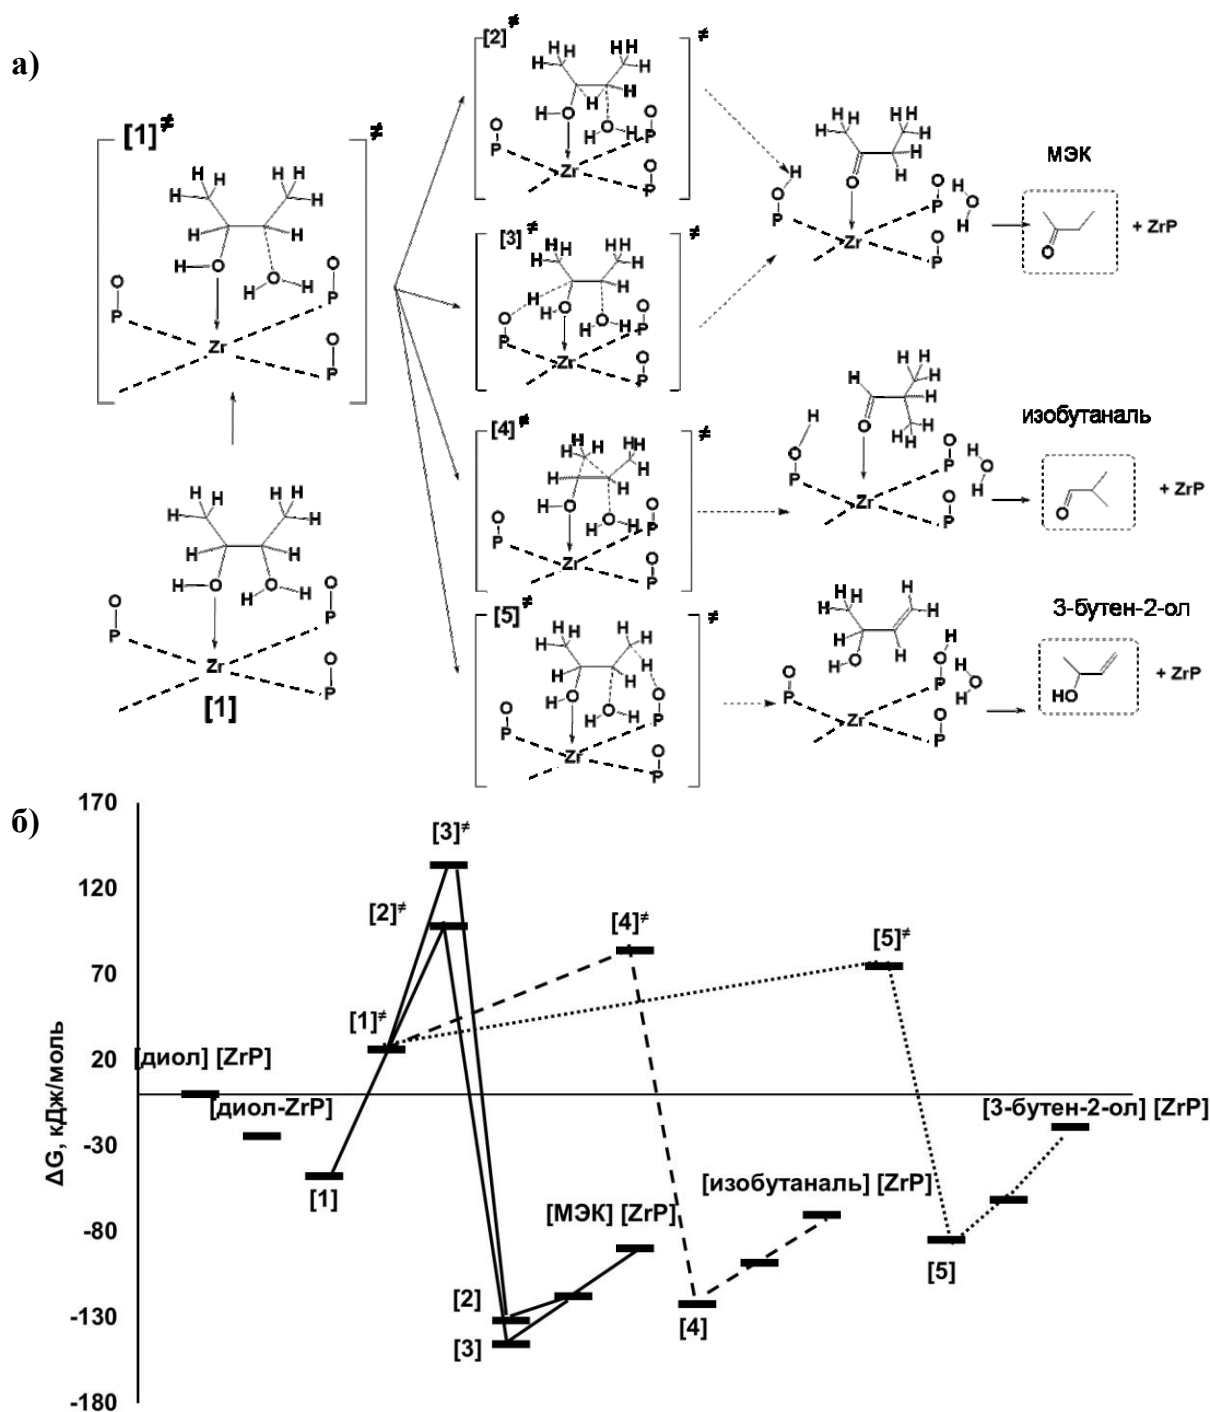 а)
[1]≠
≠
[2]≠
≠
[3]≠
≠
[4]≠
≠
[5]≠
≠
[1]
МЭК
+ ZrP
изобутаналь
+ ZrP
3-бутен-2-ол
HO
+ ZrP
б)
ΔG, кДж/моль
170
120
70
20
-30
-80
-130
-180
[диол] [ZrP]
[диол-ZrP]
[1]
[1]≠
[2]≠
[3]≠
[4]≠
[5]≠
[2]
[3]
[МЭК] [ZrP]
[4]
[изобутаналь] [ZrP]
[5]
[3-бутен-2-ол] [ZrP]